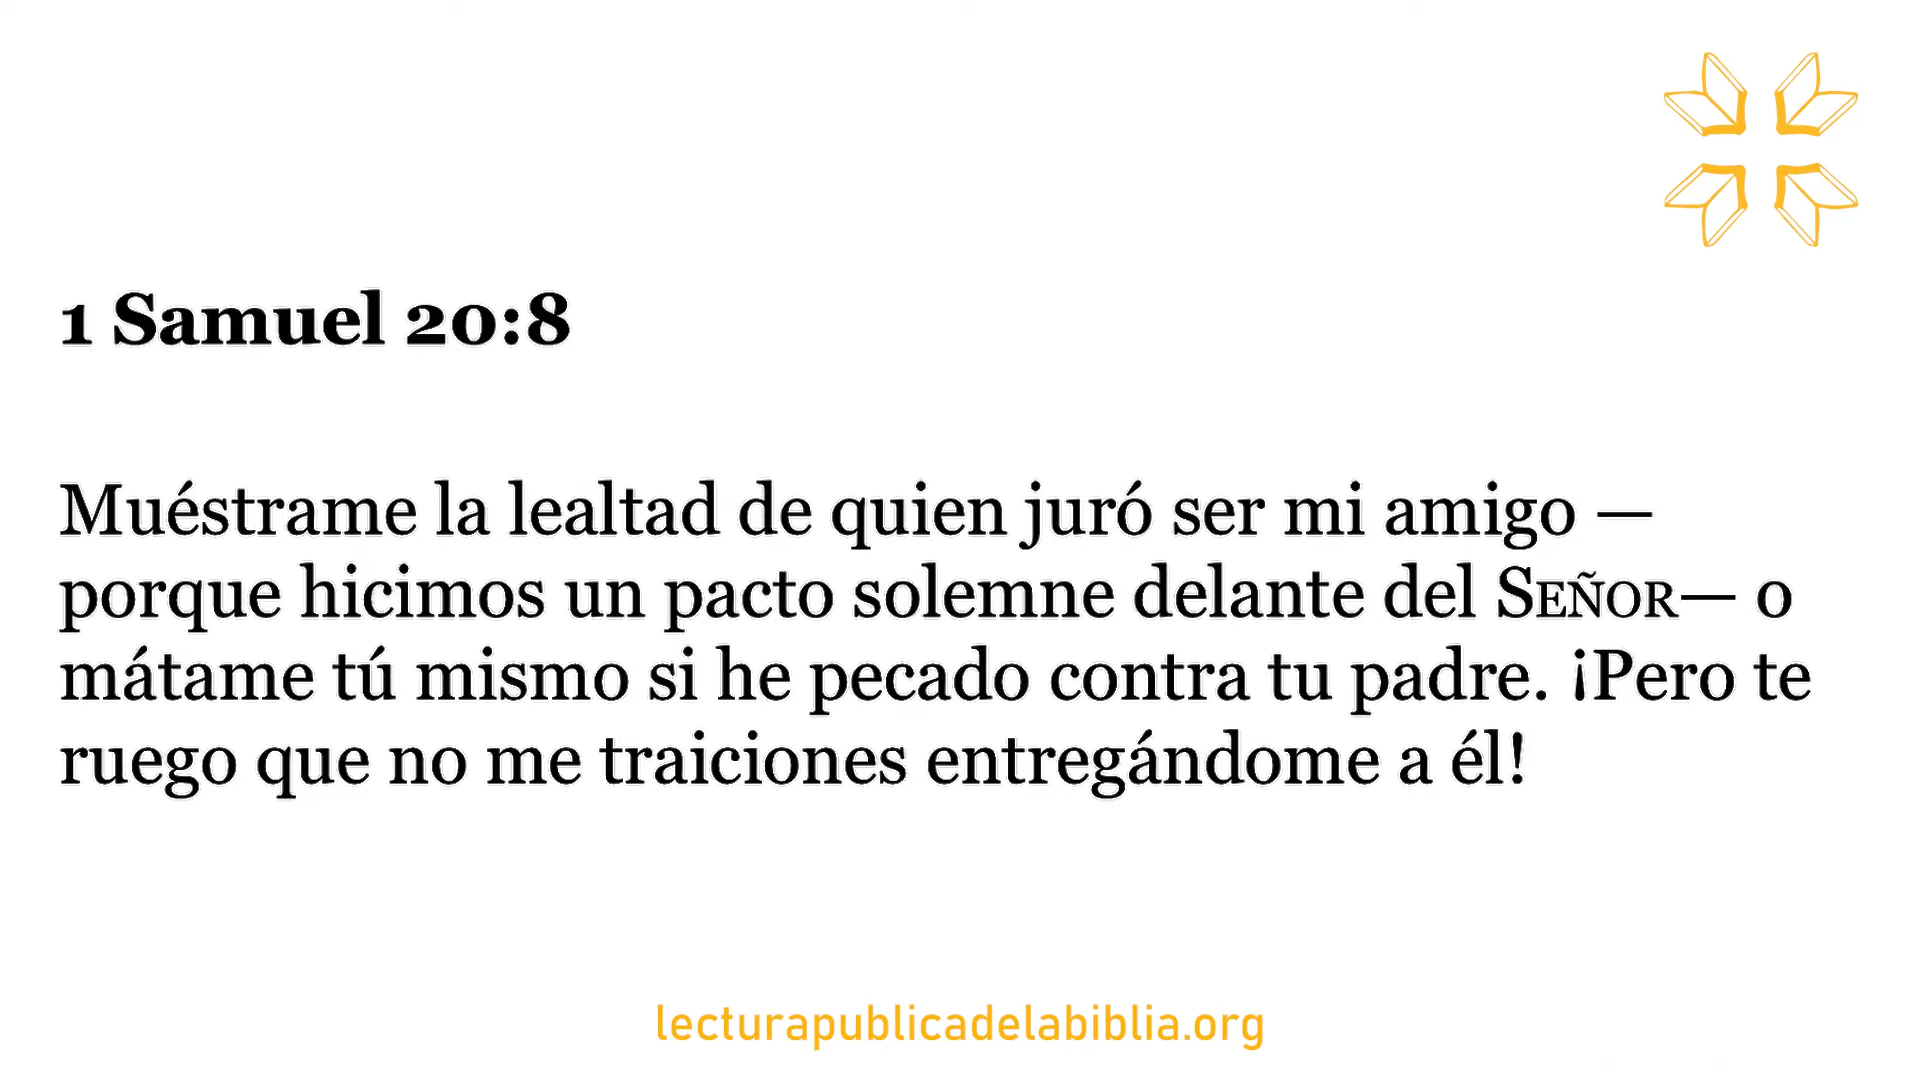 1 Samuel 20:8
Muéstrame la lealtad de quien juró ser mi amigo —
porque hicimos un pacto solemne delante del SEÑOR— o
mátame tú mismo si he pecado contra tu padre. ¡Pero te
ruego que no me traiciones entregándome a él!
lecturapublicadelabiblia.org